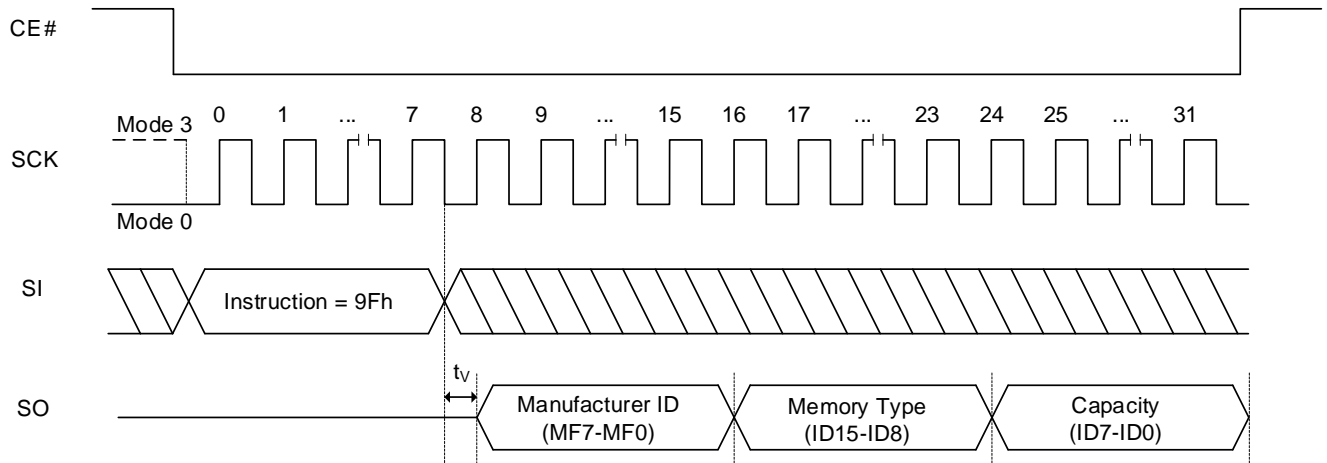 CE#
0 1 ... 7 8 9 ... 15 16 17 ... 23 24 25 ... 31
Mode 3
SCK
Mode 0
SI
Instruction = 9Fh
tV
SO
Manufacturer ID
(MF7-MF0)
Memory Type
(ID15-ID8)
Capacity
(ID7-ID0)